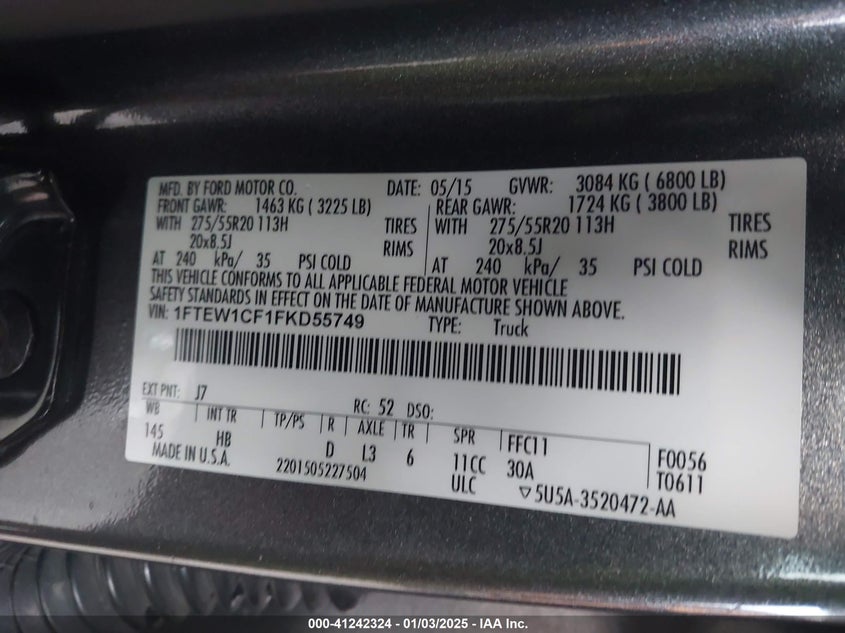 MFD. BY FORD MOTOR CO. DATE: 05/15 GVWR: 3084 KG ( 6800 LB)
FRONT GAWR: 1463 KG ( 3225 LB) REAR GAWR: 1724 KG ( 3800 LB)
WITH 275/55R20 113H TIRES WITH 275/55R20 113H TIRES
20x8.5J RIMS 20x8.5J RIMS
AT 240 kPa/ 35 PSI COLD AT 240 kPa/ 35 PSI COLD
THIS VEHICLE CONFORMS TO ALL APPLICABLE FEDERAL MOTOR VEHICLE
SAFETY STANDARDS IN EFFECT ON THE DATE OF MANUFACTURE SHOWN ABOVE.
VIN: 1FTEW1CF1FKD55749 TYPE: Truck
EXT PNT: J7 RC: 52 DSO:
WB INT TR TP/PS R AXLE TR SPR FFC11 F0056
145 HB D L3 6 11CC 30A T0611
MADE IN U.S.A. 2201505227504 ULC ▽5U5A-3520472-AA
000-41242324 - 01/03/2025 - IAA Inc.